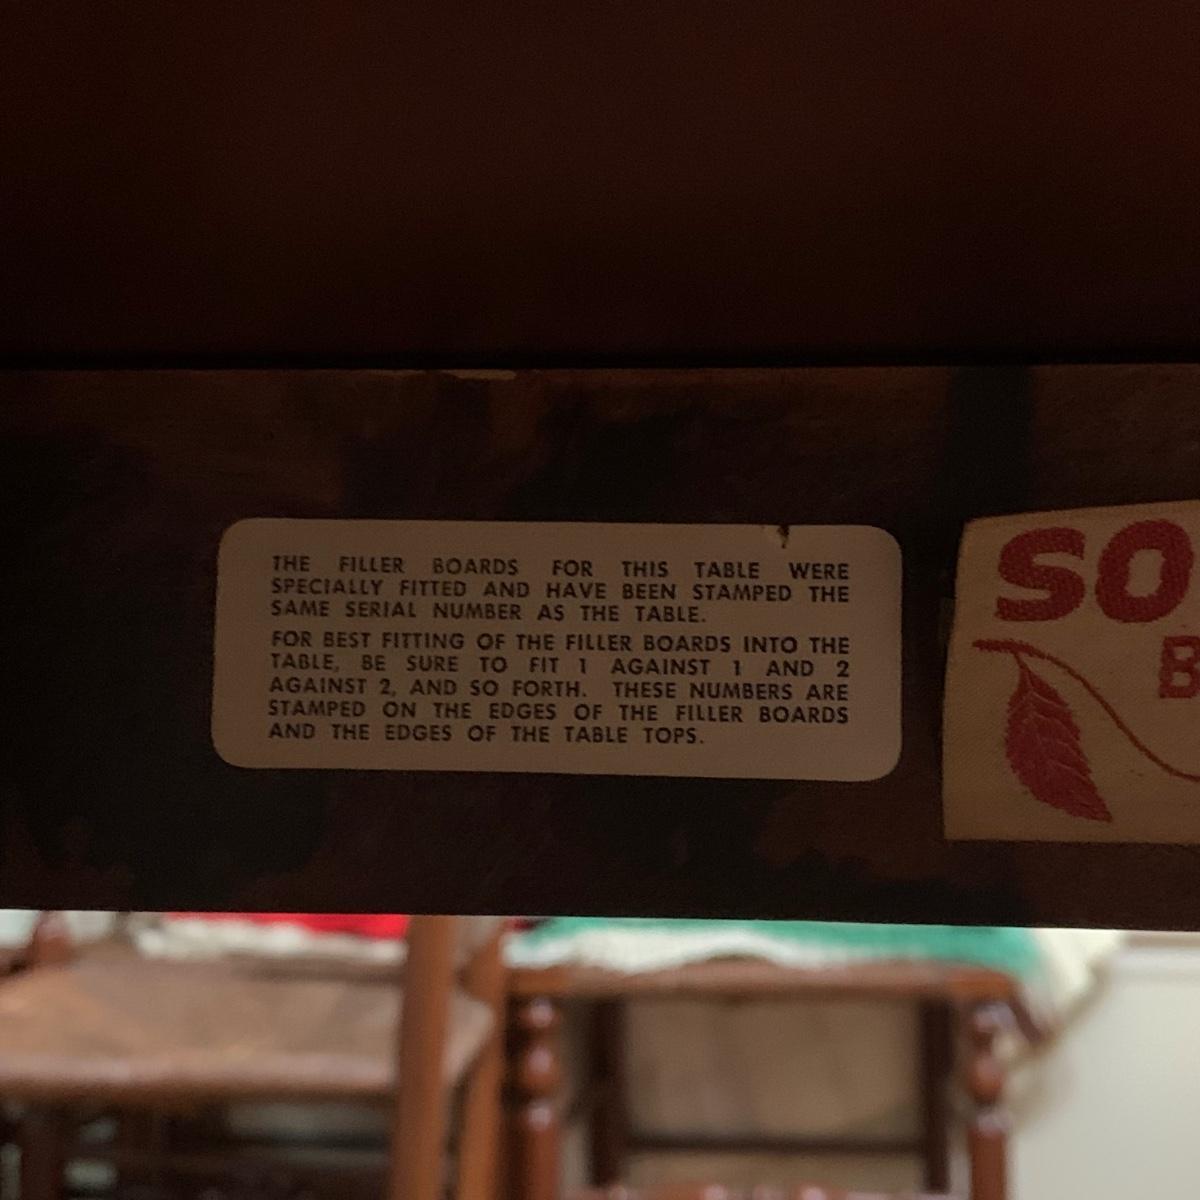 THE FILLER BOARDS FOR THIS TABLE WERE
SPECIALLY FITTED AND HAVE BEEN STAMPED THE
SAME SERIAL NUMBER AS THE TABLE.
FOR BEST FITTING OF THE FILLER BOARDS INTO THE
TABLE, BE SURE TO FIT 1 AGAINST 1 AND 2
AGAINST 2, AND SO FORTH. THESE NUMBERS ARE
STAMPED ON THE EDGES OF THE FILLER BOARDS
AND THE EDGES OF THE TABLE TOPS.
SO
B